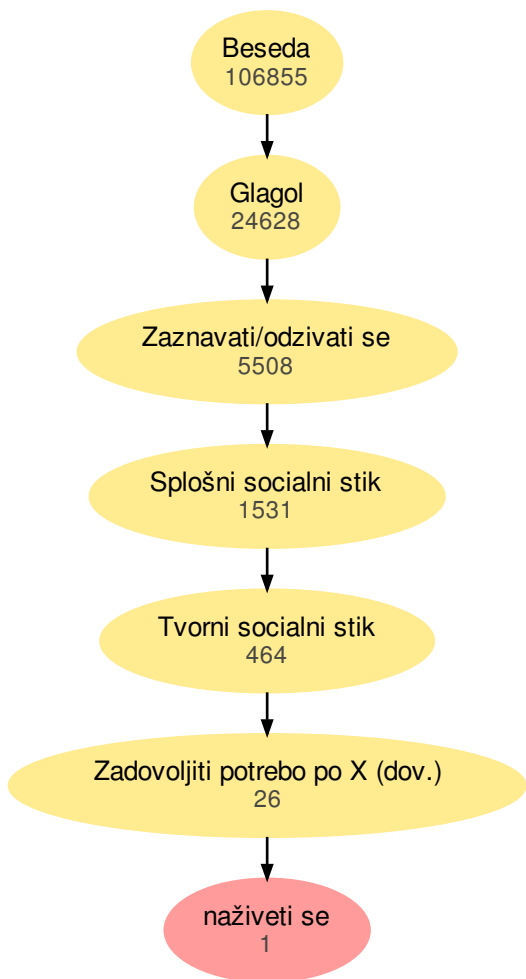 Beseda
106855
Glagol
24628
Zaznavati/odzivati se
5508
Splošni socialni stik
1531
Tvorni socialni stik
464
Zadovoljiti potrebo po X (dov.)
26
naživeti se
1